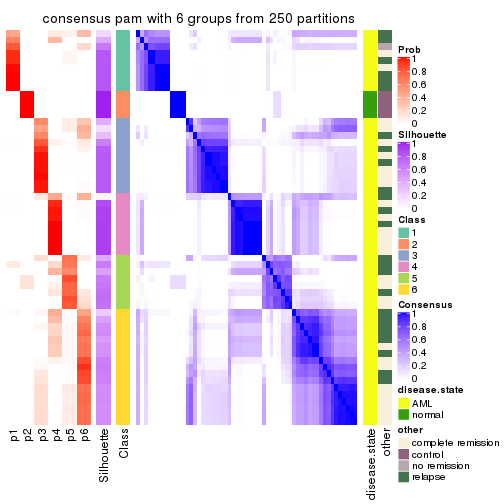 consensus pam with 6 groups from 250 partitions
Prob
1
0.8
0.6
0.4
0.2
0
Silhouette
1
0.8
0.6
0.4
0.2
0
Class
1
2
3
4
5
6
Consensus
1
0.8
0.6
0.4
0.2
0
disease.state
AML
normal
other
complete remission
control
no remission
relapse
p1
p2
p3
p4
p5
p6
Silhouette
Class
disease.state
other